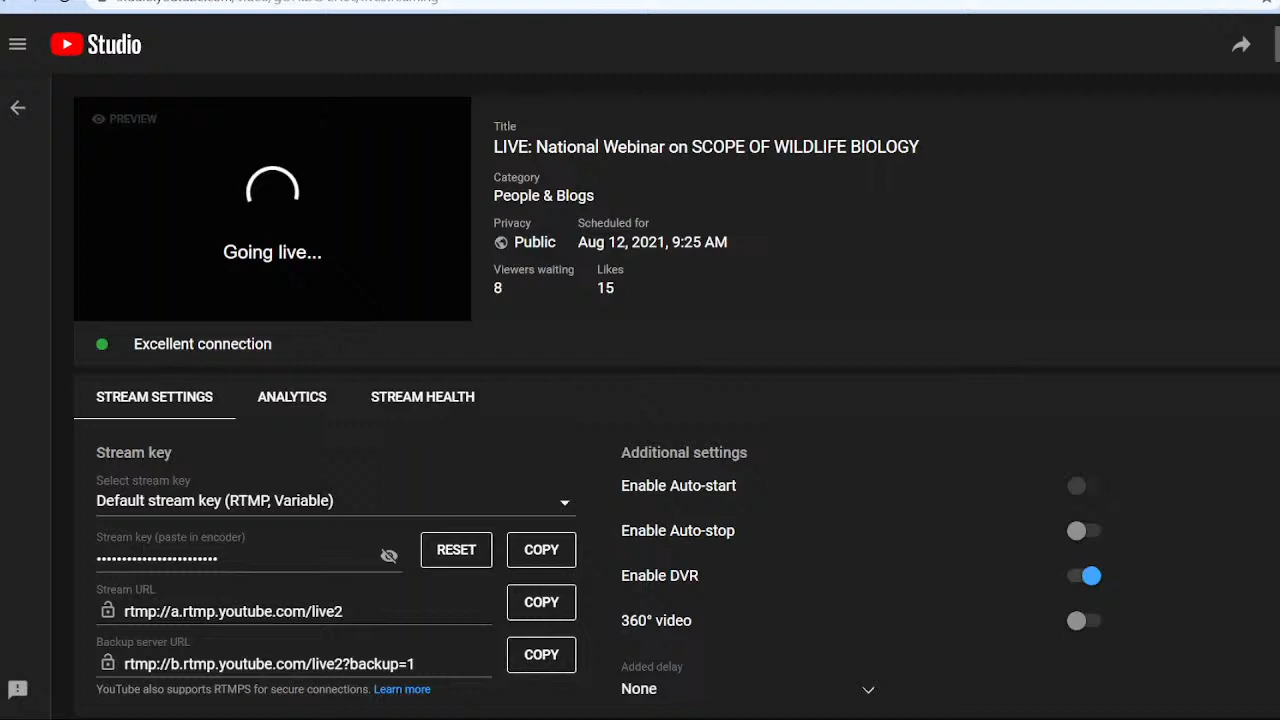 Studio
PREVIEW
Going live...
Title
LIVE: National Webinar on SCOPE OF WILDLIFE BIOLOGY
Category
People & Blogs
Privacy
Scheduled for
Public
Aug 12, 2021, 9:25 AM
Viewers waiting
Likes
8
15
Excellent connection
STREAM SETTINGS
ANALYTICS
STREAM HEALTH
Stream key
Select stream key
Default stream key (RTMP, Variable)
Stream key (paste in encoder)
••••••••••••••••••••••••
RESET
COPY
Stream URL
rtmp://a.rtmp.youtube.com/live2
COPY
Backup server URL
rtmp://b.rtmp.youtube.com/live2?backup=1
COPY
YouTube also supports RTMPS for secure connections. Learn more
Additional settings
Enable Auto-start
Enable Auto-stop
Enable DVR
360° video
Added delay
None